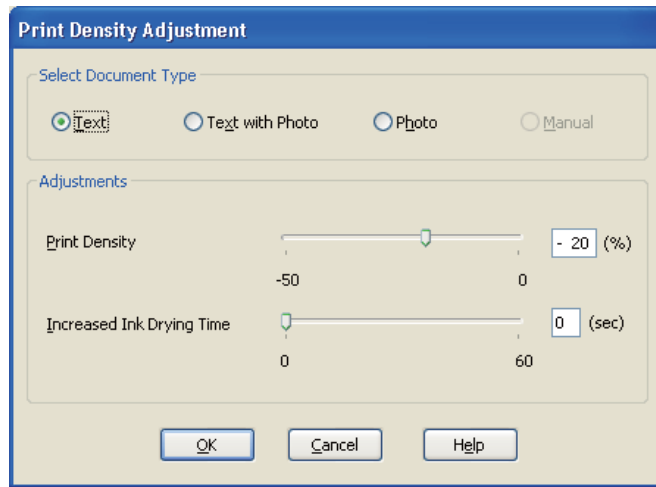 Print Density Adjustment
Select Document Type
Text Text with Photo Photo Manual
Adjustments
Print Density - 20 (%)
-50 0
Increased Ink Drying Time 0 (sec)
0 60
OK Cancel Help